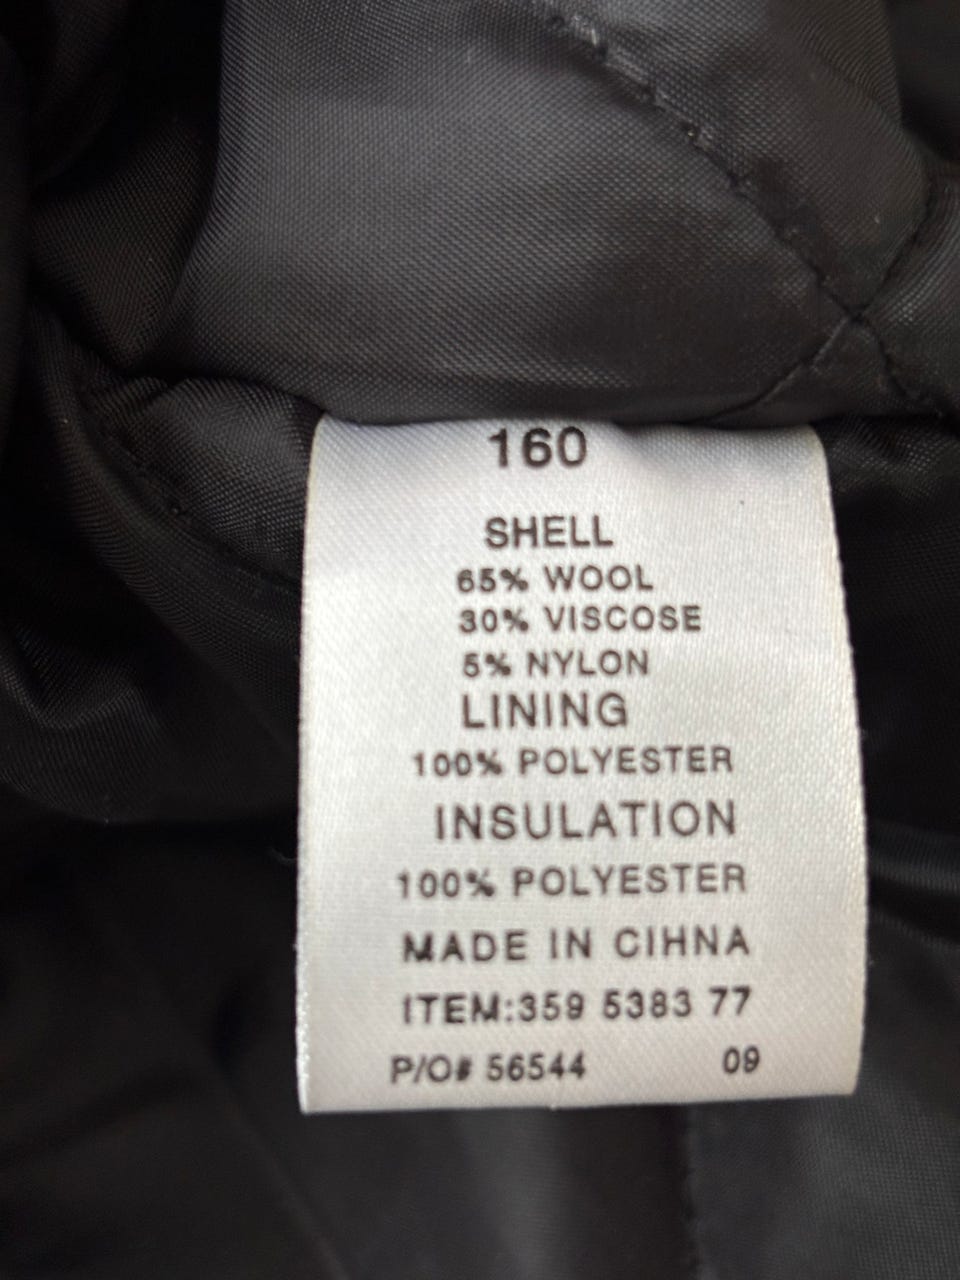 160
SHELL
65% WOOL
30% VISCOSE
5% NYLON
LINING
100% POLYESTER
INSULATION
100% POLYESTER
MADE IN CIHNA
ITEM:359 5383 77
P/O# 56544 09